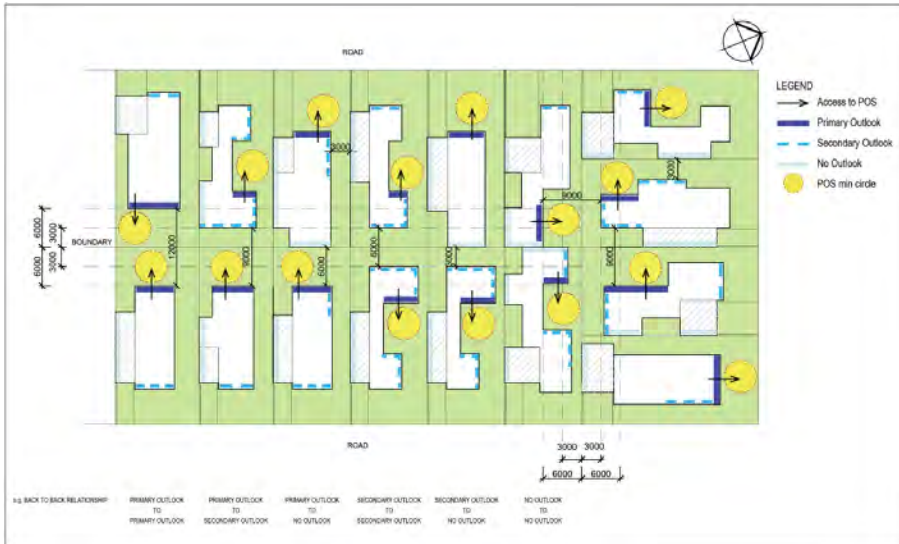 ROAD
LEGEND
Access to POS
Primary Outlook
Secondary Outlook
No Outlook
POS min circle
3000
3000
9000
6000
3000
BOUNDARY
12000
9000
6000
6000
9000
6000
3000
ROAD
3000
3000
6000
6000
e.g. BACK TO BACK RELATIONSHIP
PRIMARY OUTLOOK
TO
PRIMARY OUTLOOK
PRIMARY OUTLOOK
TO
SECONDARY OUTLOOK
PRIMARY OUTLOOK
TO
NO OUTLOOK
SECONDARY OUTLOOK
TO
SECONDARY OUTLOOK
SECONDARY OUTLOOK
TO
NO OUTLOOK
NO OUTLOOK
TO
NO OUTLOOK